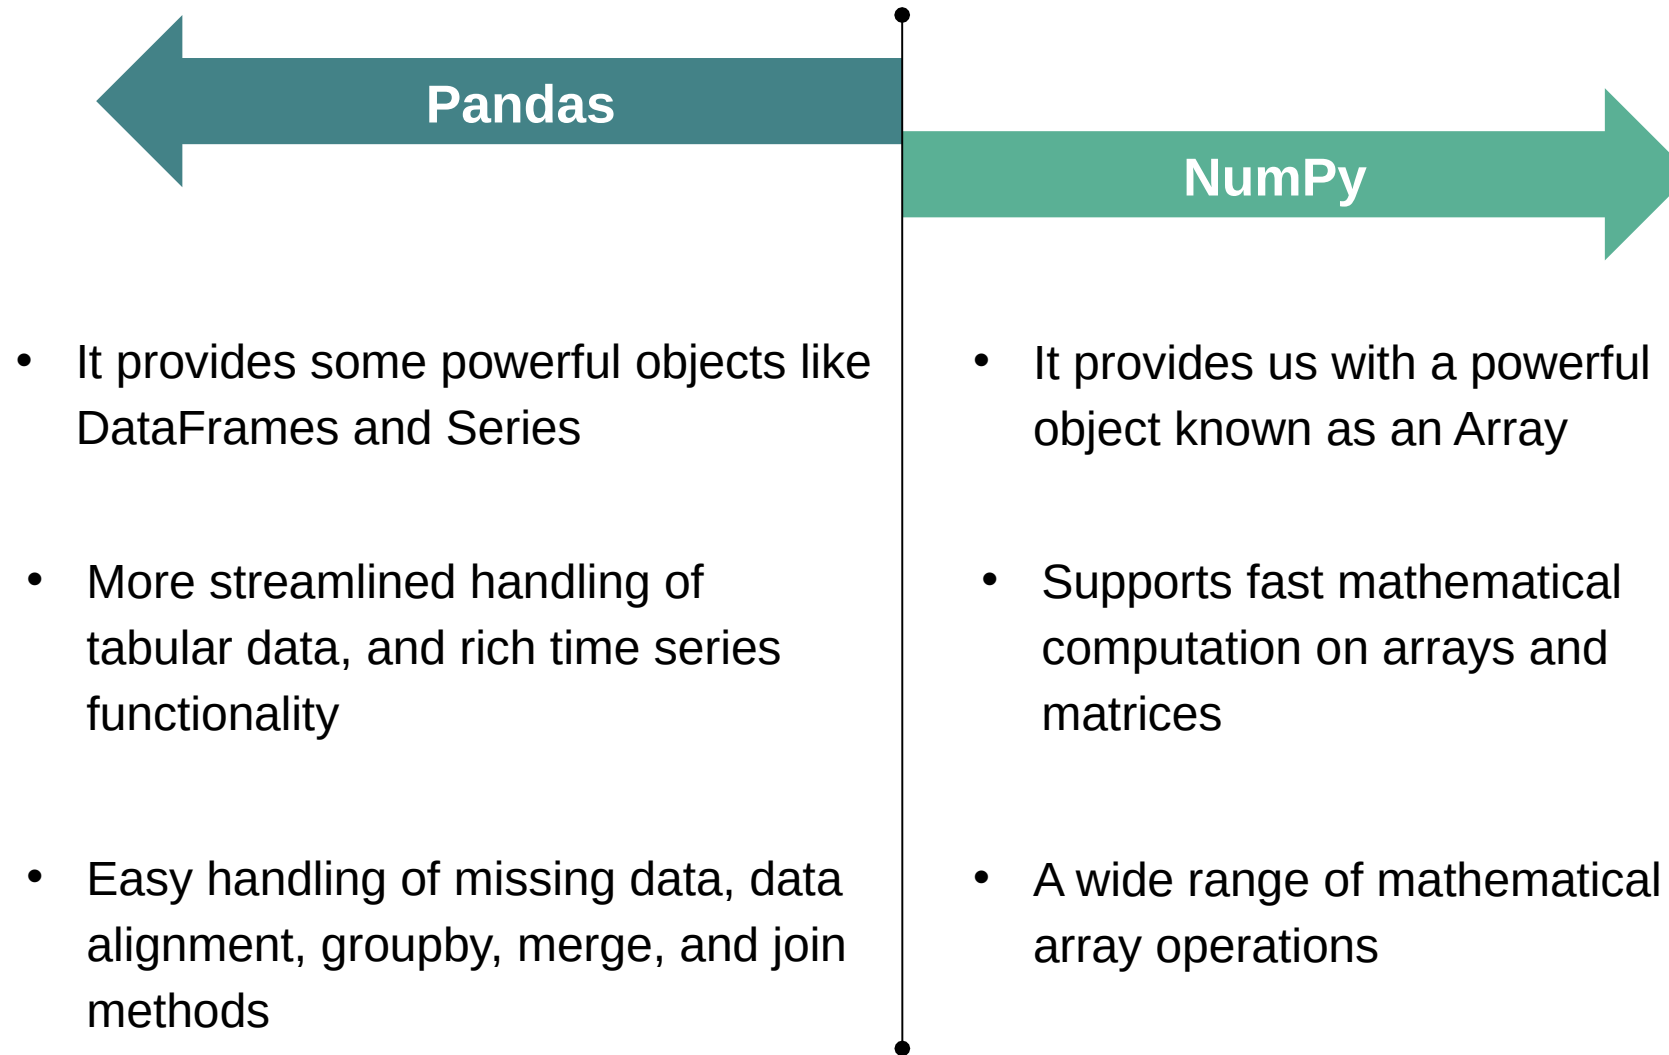 Pandas
NumPy
• It provides some powerful objects like
DataFrames and Series
• More streamlined handling of
tabular data, and rich time series
functionality
• Easy handling of missing data, data
alignment, groupby, merge, and join
methods
• It provides us with a powerful
object known as an Array
• Supports fast mathematical
computation on arrays and
matrices
• A wide range of mathematical
array operations